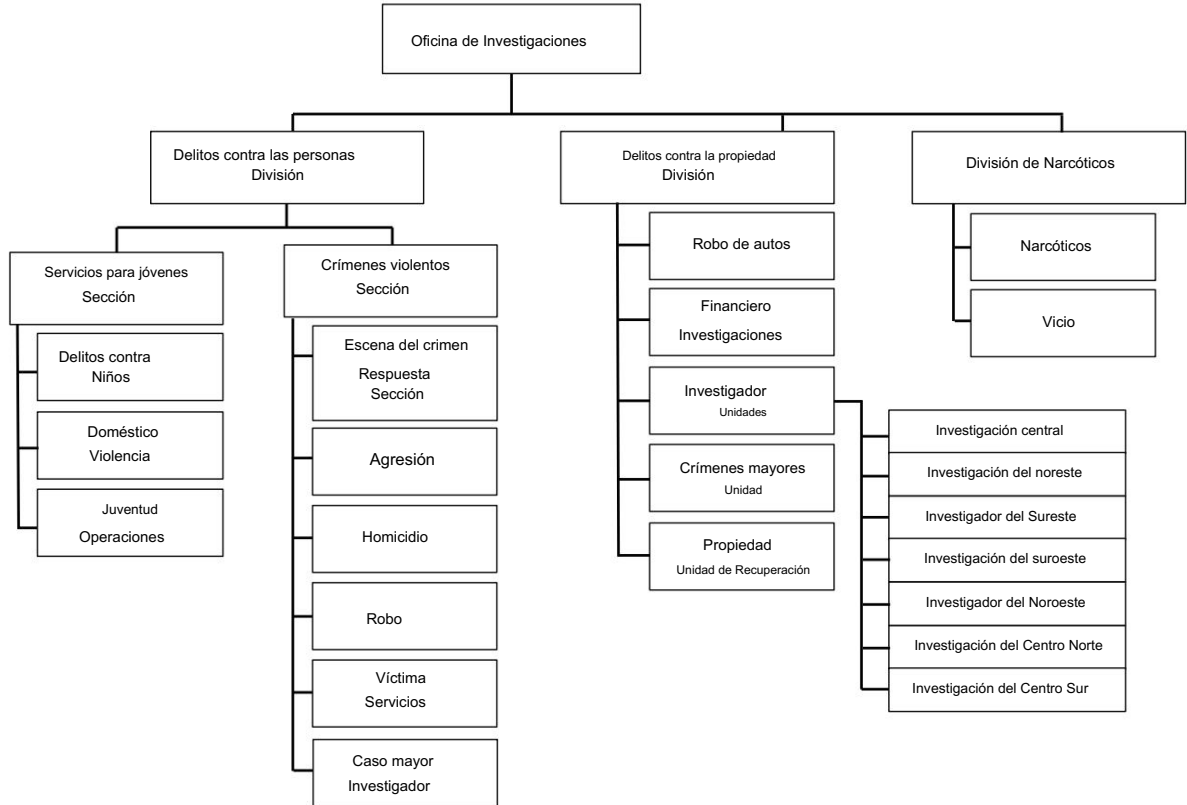 Oficina de Investigaciones
Delitos contra las personas
División
Delitos contra la propiedad
División
División de Narcóticos
Servicios para jóvenes
Sección
Delitos contra
Niños
Doméstico
Violencia
Juventud
Operaciones
Crímenes violentos
Sección
Escena del crimen
Respuesta
Sección
Agresión
Homicidio
Robo
Víctima
Servicios
Caso mayor
Investigador
Robo de autos
Financiero
Investigaciones
Investigador
Unidades
Crímenes mayores
Unidad
Propiedad
Unidad de Recuperación
Investigación central
Investigación del noreste
Investigador del Sureste
Investigación del suroeste
Investigador del Noroeste
Investigación del Centro Norte
Investigación del Centro Sur
Narcóticos
Vicio